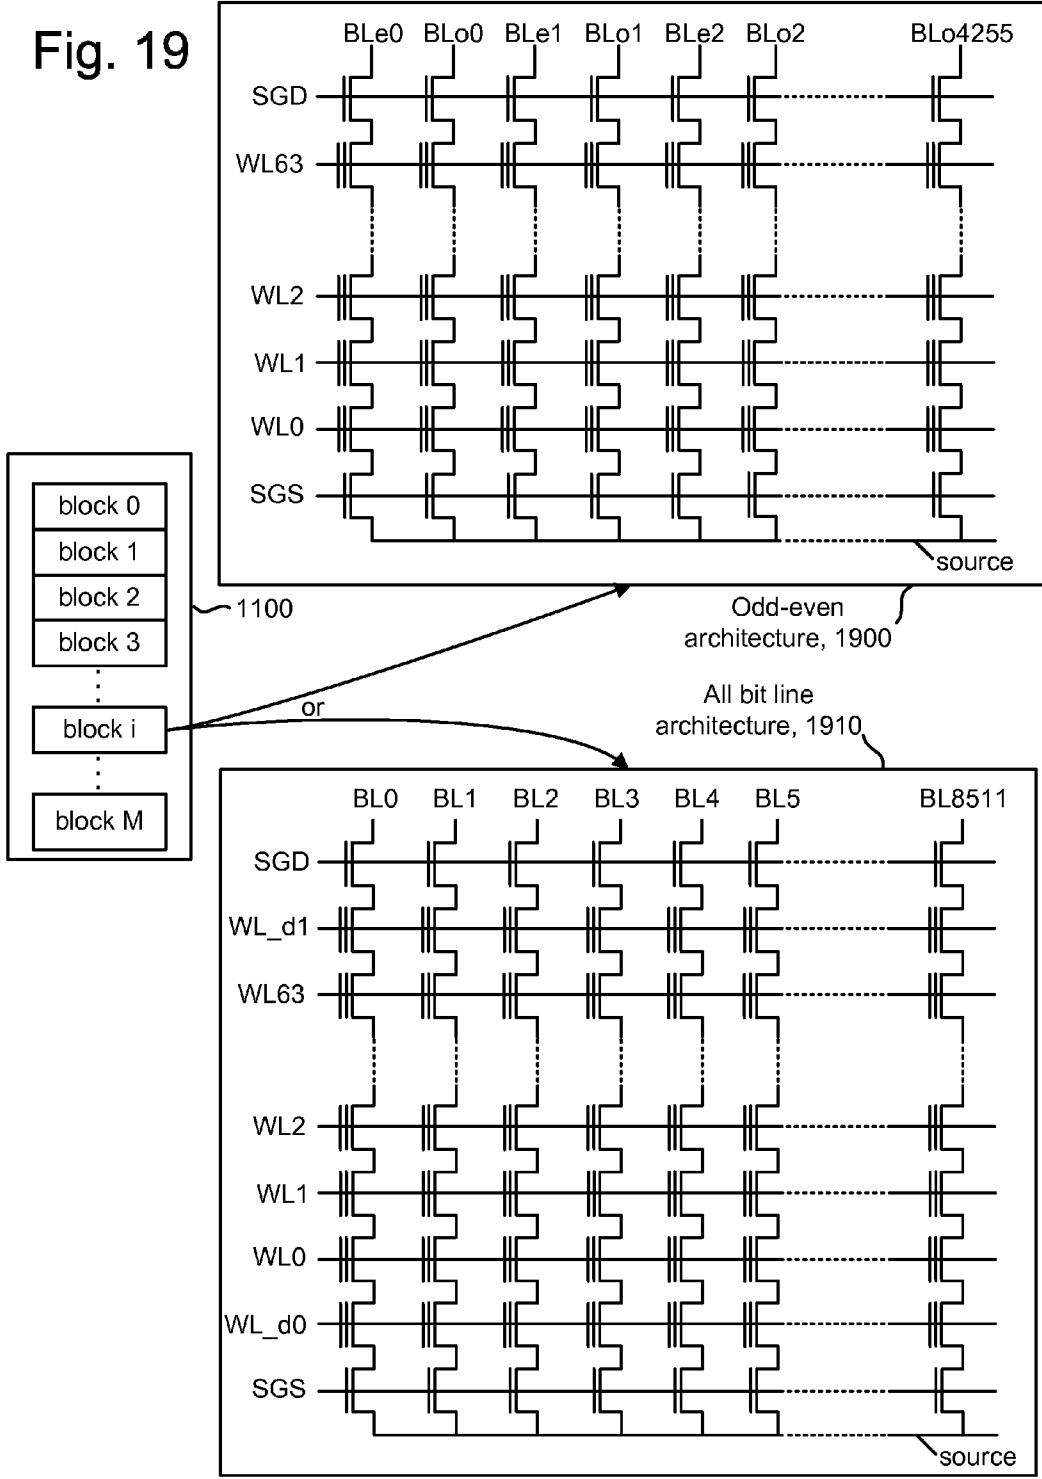 Fig. 19
BLe0 BLo0 BLe1 BLo1 BLe2 BLo2 BLo4255
SGD
WL63
WL2
WL1
WL0
SGS
source
block 0
block 1
block 2
block 3
block i
block M
1100
or
Odd-even
architecture, 1900
All bit line
architecture, 1910
BL0 BL1 BL2 BL3 BL4 BL5 BL8511
SGD
WL_d1
WL63
WL2
WL1
WL0
WL_d0
SGS
source